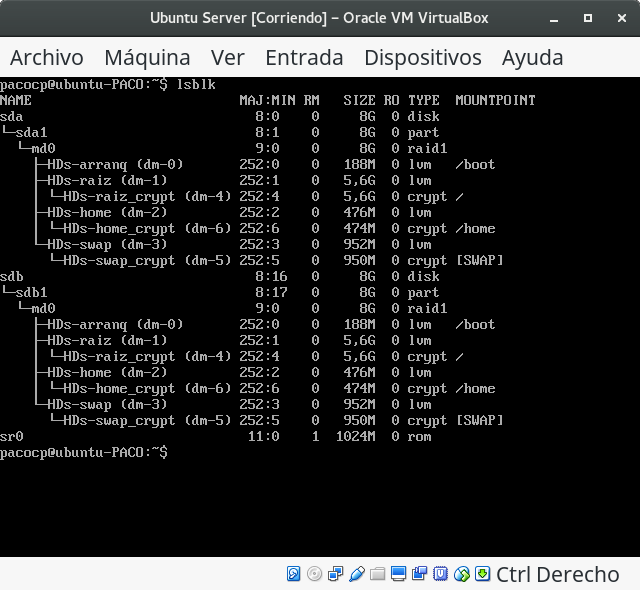 Ubuntu Server [Corriendo] – Oracle VM VirtualBox
Archivo Máquina Ver Entrada Dispositivos Ayuda
pacocp@ubuntu-PACO:~$ lsblk
NAME                          MAJ:MIN RM   SIZE RO TYPE  MOUNTPOINT
sda                             8:0    0     8G  0 disk
└─sda1                          8:1    0     8G  0 part
  └─md0                         9:0    0     8G  0 raid1
    ├─HDs-arranq (dm-0)       252:0    0   188M  0 lvm   /boot
    ├─HDs-raiz (dm-1)         252:1    0   5,6G  0 lvm
    │ └─HDs-raiz_crypt (dm-4) 252:4    0   5,6G  0 crypt /
    ├─HDs-home (dm-2)         252:2    0   476M  0 lvm
    │ └─HDs-home_crypt (dm-6) 252:6    0   474M  0 crypt /home
    └─HDs-swap (dm-3)         252:3    0   952M  0 lvm
      └─HDs-swap_crypt (dm-5) 252:5    0   950M  0 crypt [SWAP]
sdb                             8:16   0     8G  0 disk
└─sdb1                          8:17   0     8G  0 part
  └─md0                         9:0    0     8G  0 raid1
    ├─HDs-arranq (dm-0)       252:0    0   188M  0 lvm   /boot
    ├─HDs-raiz (dm-1)         252:1    0   5,6G  0 lvm
    │ └─HDs-raiz_crypt (dm-4) 252:4    0   5,6G  0 crypt /
    ├─HDs-home (dm-2)         252:2    0   476M  0 lvm
    │ └─HDs-home_crypt (dm-6) 252:6    0   474M  0 crypt /home
    └─HDs-swap (dm-3)         252:3    0   952M  0 lvm
      └─HDs-swap_crypt (dm-5) 252:5    0   950M  0 crypt [SWAP]
sr0                            11:0    1  1024M  0 rom
pacocp@ubuntu-PACO:~$
Ctrl Derecho